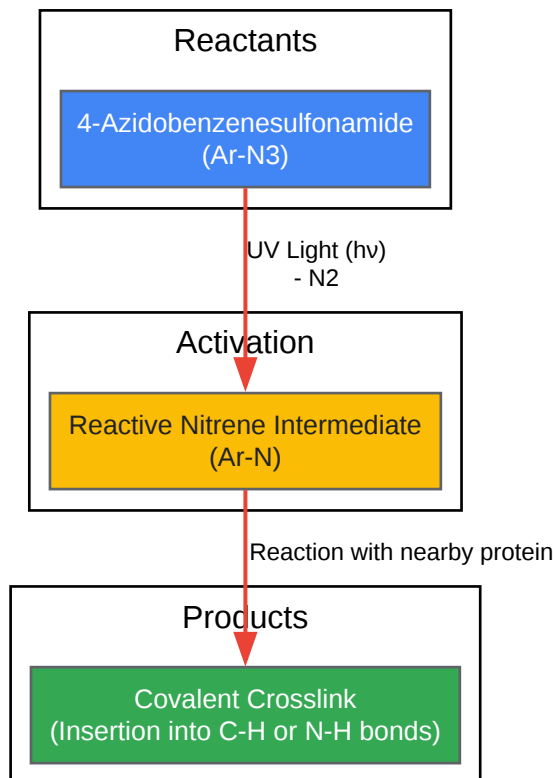 Reactants
4-Azidobenzenesulfonamide
(Ar-N3)
UV Light (hν)
- N2
Activation
Reactive Nitrene Intermediate
(Ar-N)
Reaction with nearby protein
Products
Covalent Crosslink
(Insertion into C-H or N-H bonds)